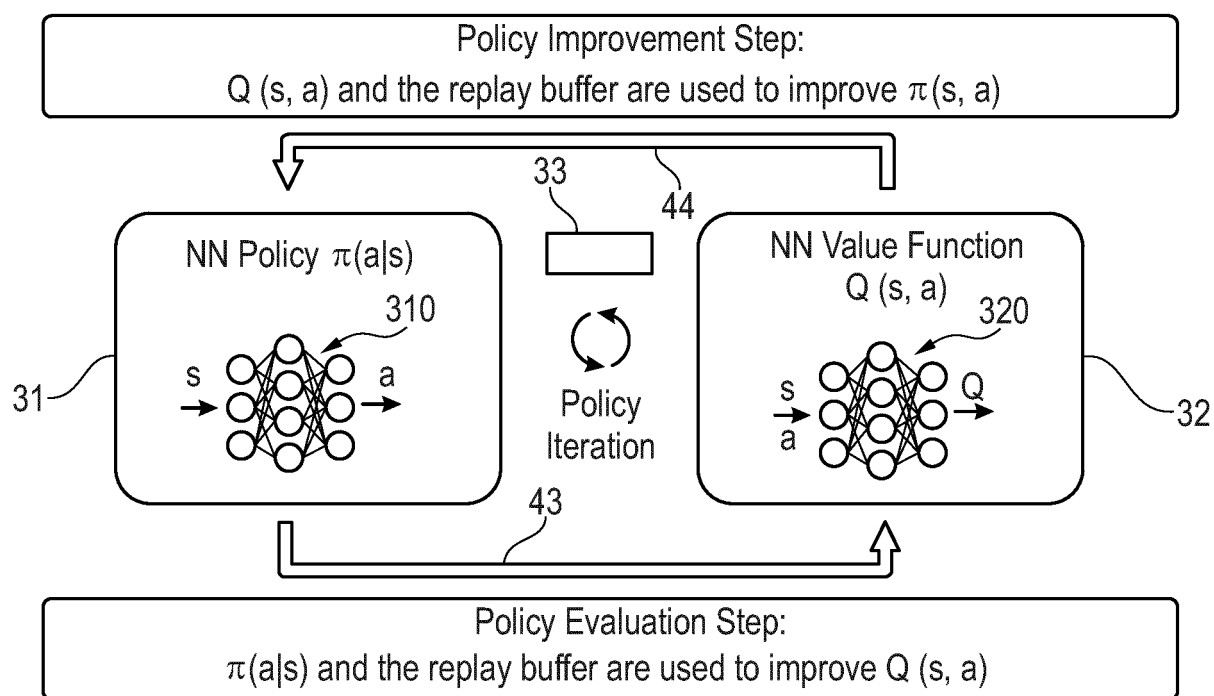 Policy Improvement Step:
Q (s, a) and the replay buffer are used to improve π(s, a)
33
44
NN Policy π(a|s)
NN Value Function
Q (s, a)
310
320
s
a
s
a
Q
31
32
Policy
Iteration
43
Policy Evaluation Step:
π(a|s) and the replay buffer are used to improve Q (s, a)